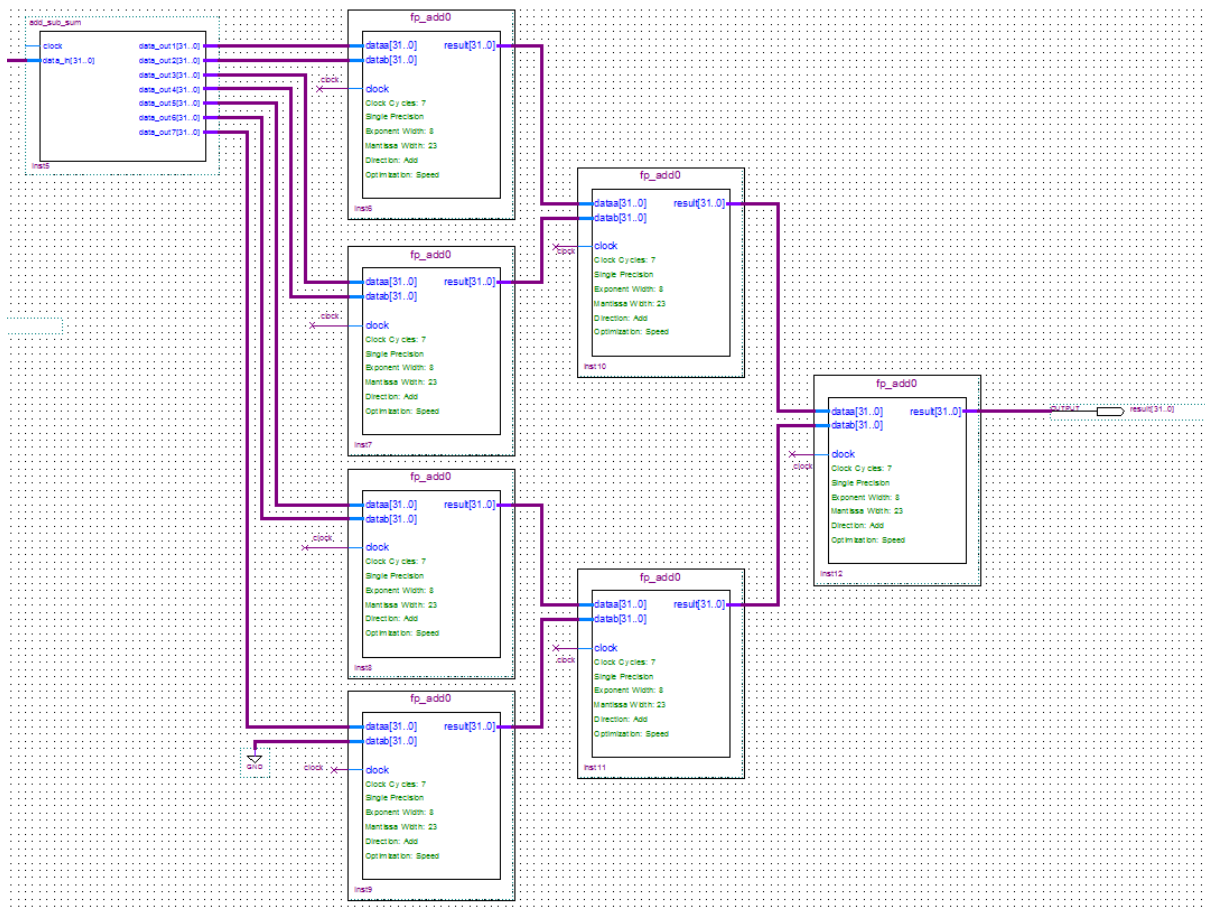 add_sub_sum
clock
data_in[31..0]
data_out1[31..0]
data_out2[31..0]
data_out3[31..0]
data_out4[31..0]
data_out5[31..0]
data_out6[31..0]
data_out7[31..0]
inst5
fp_add0
dataa[31..0] result[31..0]
datab[31..0]
clock
clock
Clock Cycles: 7
Single Precision
Exponent Width: 8
Mantissa Width: 23
Direction: Add
Optimization: Speed
inst6
fp_add0
dataa[31..0] result[31..0]
datab[31..0]
clock
clock
Clock Cycles: 7
Single Precision
Exponent Width: 8
Mantissa Width: 23
Direction: Add
Optimization: Speed
inst7
fp_add0
dataa[31..0] result[31..0]
datab[31..0]
clock
clock
Clock Cycles: 7
Single Precision
Exponent Width: 8
Mantissa Width: 23
Direction: Add
Optimization: Speed
inst8
fp_add0
dataa[31..0] result[31..0]
datab[31..0]
GND
clock
clock
Clock Cycles: 7
Single Precision
Exponent Width: 8
Mantissa Width: 23
Direction: Add
Optimization: Speed
inst9
fp_add0
dataa[31..0] result[31..0]
datab[31..0]
clock
clock
Clock Cycles: 7
Single Precision
Exponent Width: 8
Mantissa Width: 23
Direction: Add
Optimization: Speed
inst10
fp_add0
dataa[31..0] result[31..0]
datab[31..0]
clock
clock
Clock Cycles: 7
Single Precision
Exponent Width: 8
Mantissa Width: 23
Direction: Add
Optimization: Speed
inst11
fp_add0
dataa[31..0] result[31..0]
datab[31..0]
clock
clock
Clock Cycles: 7
Single Precision
Exponent Width: 8
Mantissa Width: 23
Direction: Add
Optimization: Speed
inst12
OUTPUT result[31..0]